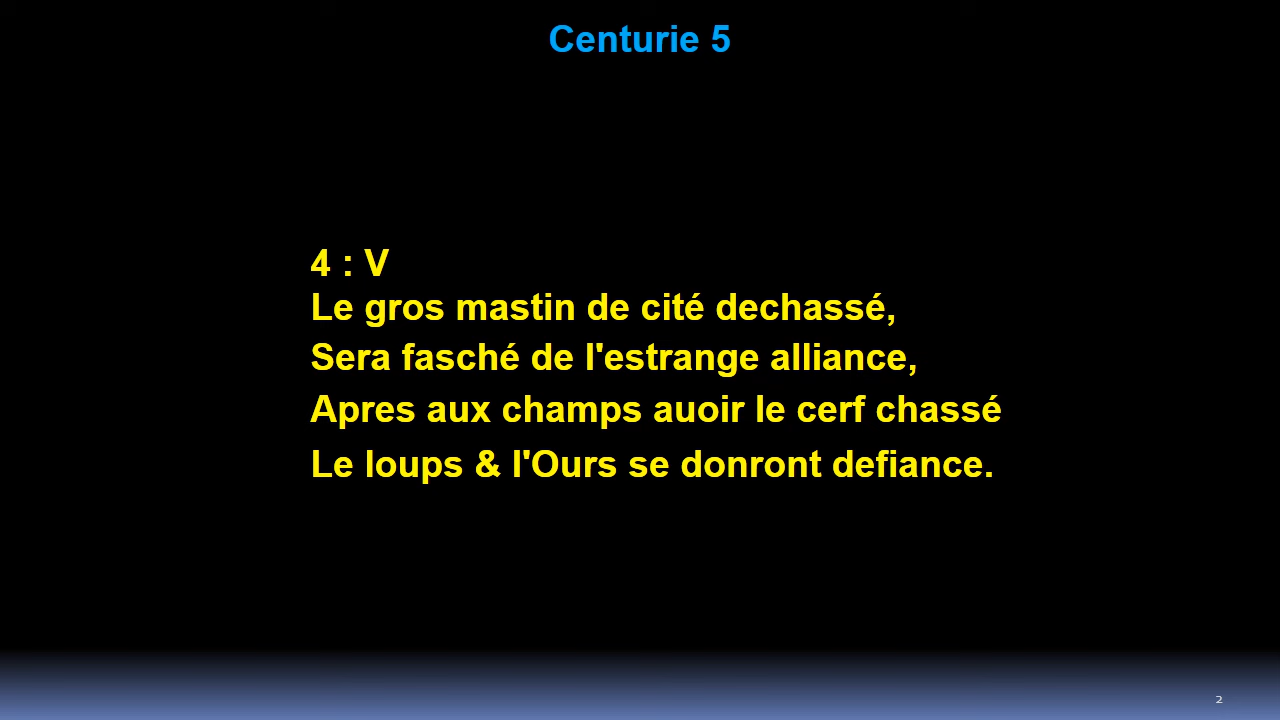 Centurie 5
4 : V
Le gros mastin de cité dechassé,
Sera fasché de l'estrange alliance,
Apres aux champs auoir le cerf chassé
Le loups & l'Ours se donront defiance.
2